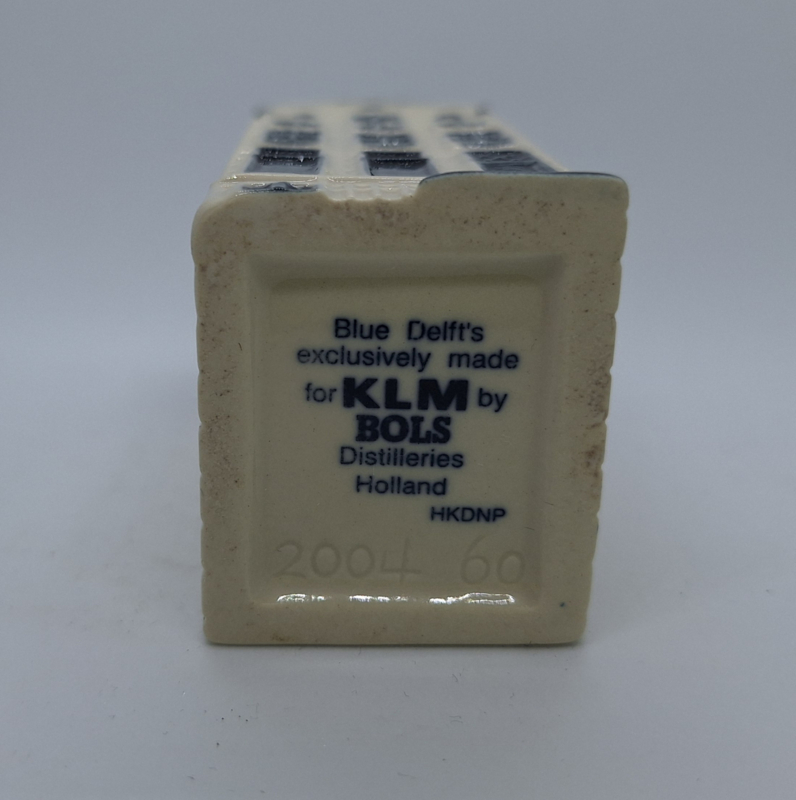 Blue Delft's
exclusively made
for KLM by
BOLS
Distilleries
Holland
HKDNP
2004 60